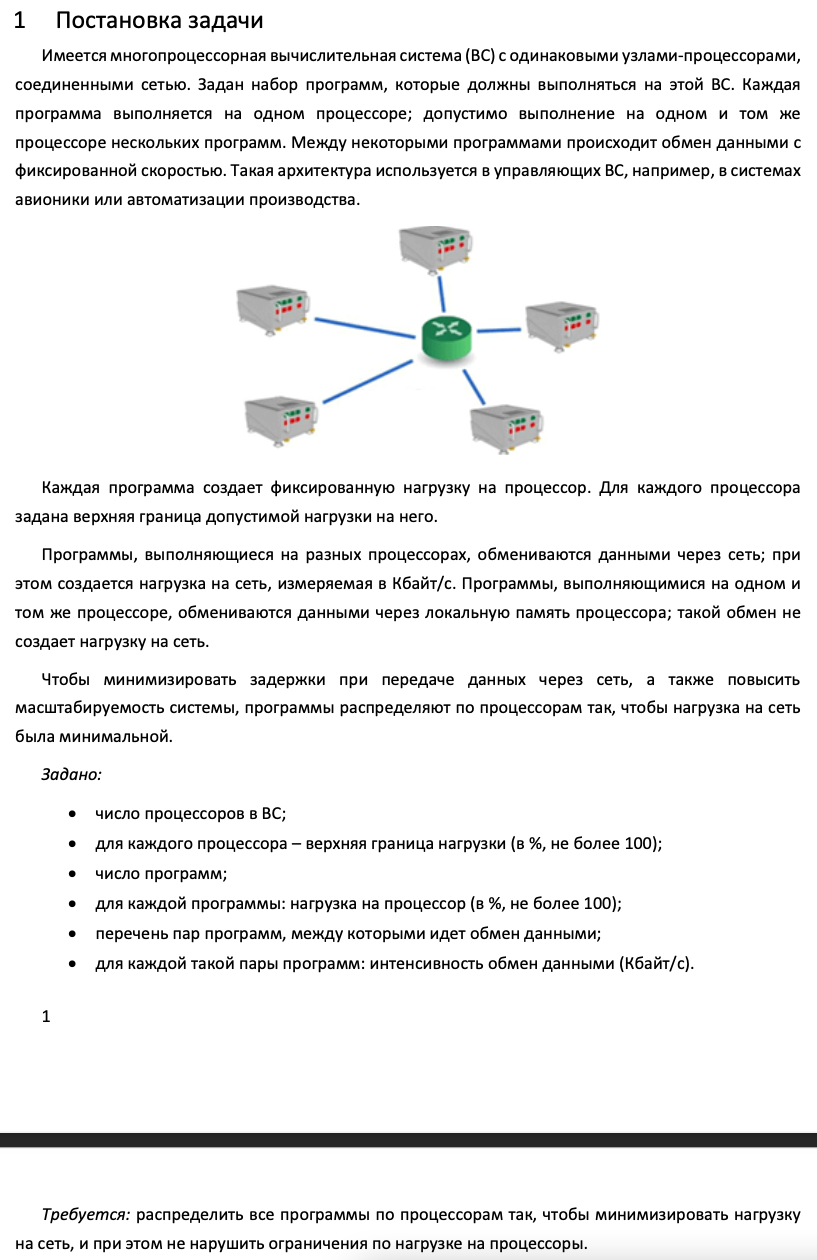 1 Постановка задачи
Имеется многопроцессорная вычислительная система (ВС) с одинаковыми узлами-процессорами,
соединенными сетью. Задан набор программ, которые должны выполняться на этой ВС. Каждая
программа выполняется на одном процессоре; допустимо выполнение на одном и том же
процессоре нескольких программ. Между некоторыми программами происходит обмен данными с
фиксированной скоростью. Такая архитектура используется в управляющих ВС, например, в системах
авионики или автоматизации производства.
Каждая программа создает фиксированную нагрузку на процессор. Для каждого процессора
задана верхняя граница допустимой нагрузки на него.
Программы, выполняющиеся на разных процессорах, обмениваются данными через сеть; при
этом создается нагрузка на сеть, измеряемая в Кбайт/с. Программы, выполняющимися на одном и
том же процессоре, обмениваются данными через локальную память процессора; такой обмен не
создает нагрузку на сеть.
Чтобы минимизировать задержки при передаче данных через сеть, а также повысить
масштабируемость системы, программы распределяют по процессорам так, чтобы нагрузка на сеть
была минимальной.
Задано:
• число процессоров в ВС;
• для каждого процессора – верхняя граница нагрузки (в %, не более 100);
• число программ;
• для каждой программы: нагрузка на процессор (в %, не более 100);
• перечень пар программ, между которыми идет обмен данными;
• для каждой такой пары программ: интенсивность обмен данными (Кбайт/с).
1
Требуется: распределить все программы по процессорам так, чтобы минимизировать нагрузку
на сеть, и при этом не нарушить ограничения по нагрузке на процессоры.